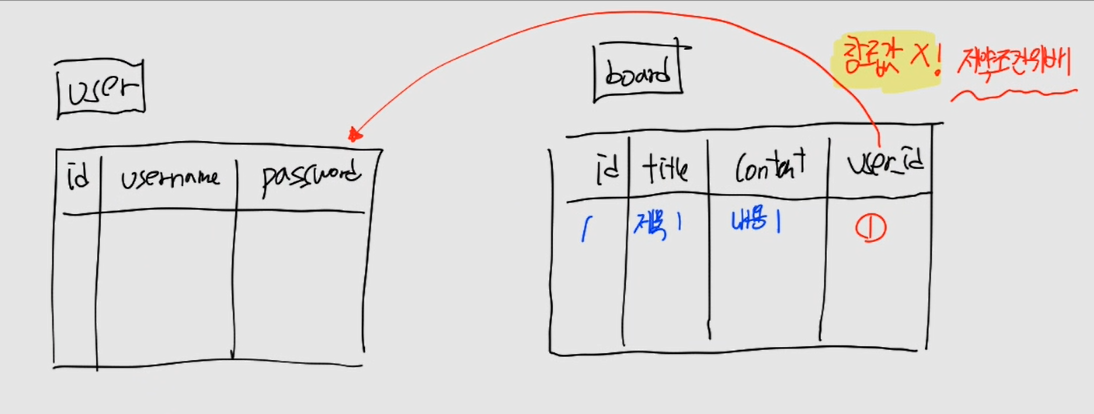 user
board
참조값 X! 제약조건위배
id username password
id title content user_id
1 제목1 내용1 1